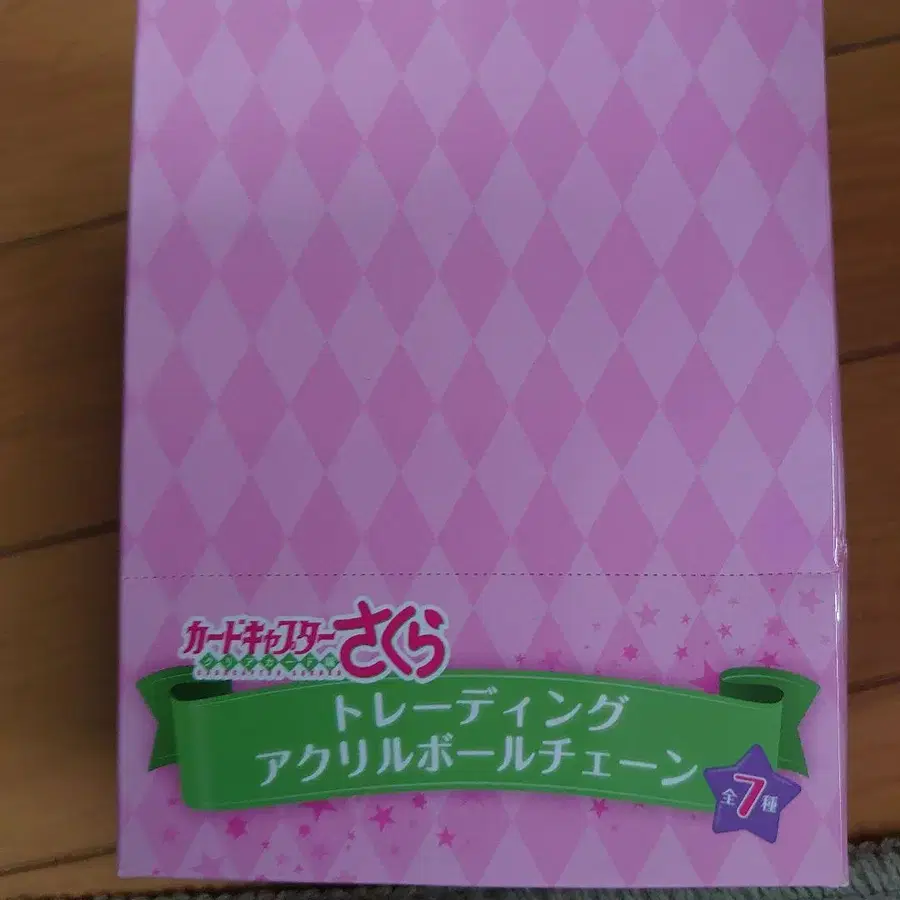 カードキャプターさくら
クリアカード編
トレーディング
アクリルボールチェーン
全7種